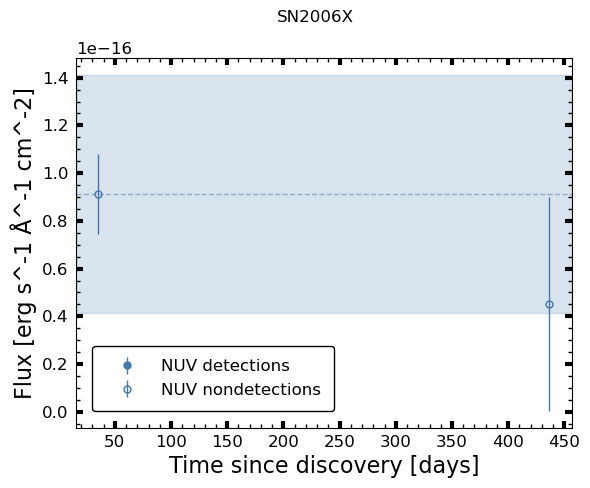 SN2006X
1e−16
1.4
1.2
1.0
0.8
0.6
0.4
0.2
0.0
Flux [erg s^-1 Å^-1 cm^-2]
NUV detections
NUV nondetections
50 100 150 200 250 300 350 400 450
Time since discovery [days]